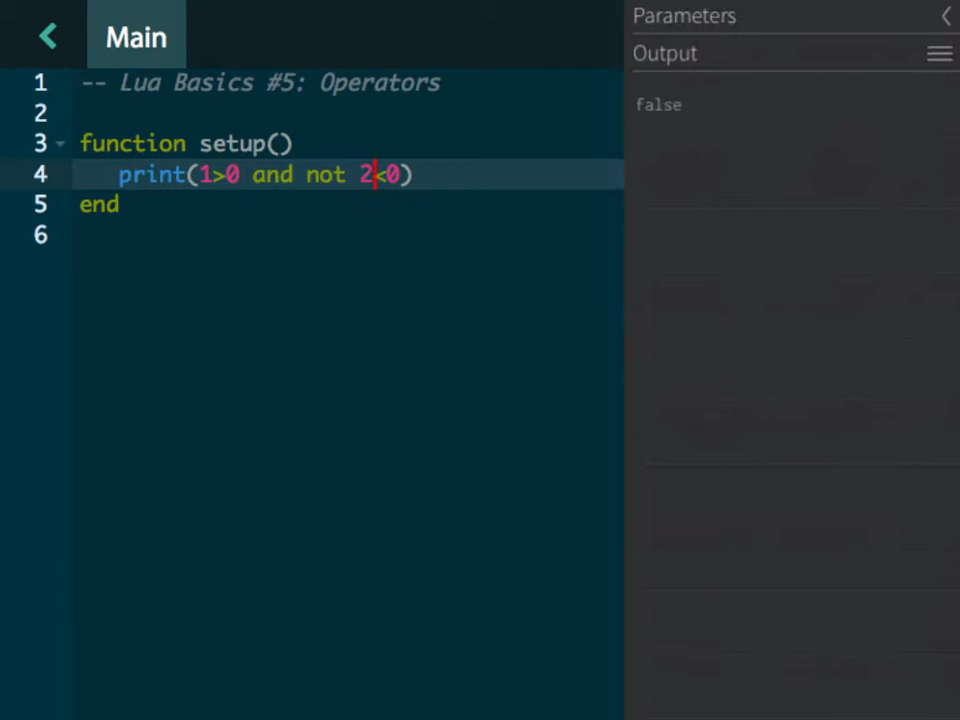 Main
Parameters
Output
false
1 -- Lua Basics #5: Operators
2
3 function setup()
4 print(1>0 and not 2<0)
5 end
6